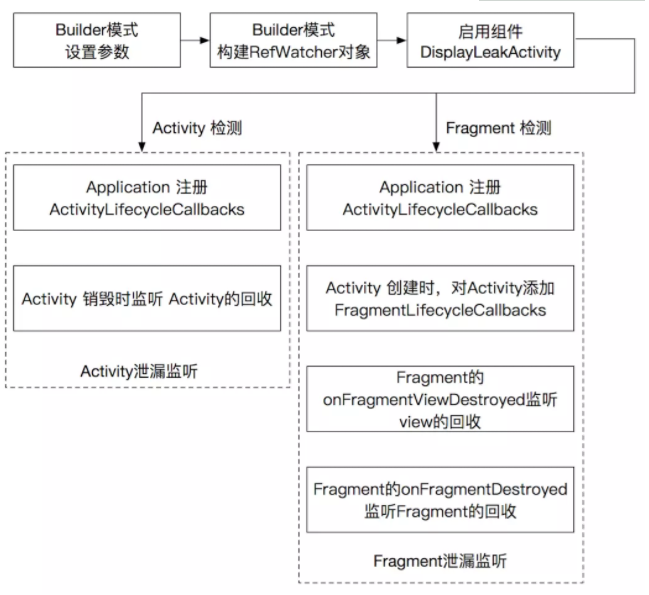 Builder模式
设置参数
Builder模式
构建RefWatcher对象
启用组件
DisplayLeakActivity
Activity 检测
Fragment 检测
Application 注册
ActivityLifecycleCallbacks
Activity 销毁时监听 Activity的回收
Activity泄漏监听
Application 注册
ActivityLifecycleCallbacks
Activity 创建时，对Activity添加
FragmentLifecycleCallbacks
Fragment的
onFragmentViewDestroyed监听
view的回收
Fragment的onFragmentDestroyed
监听Fragment的回收
Fragment泄漏监听